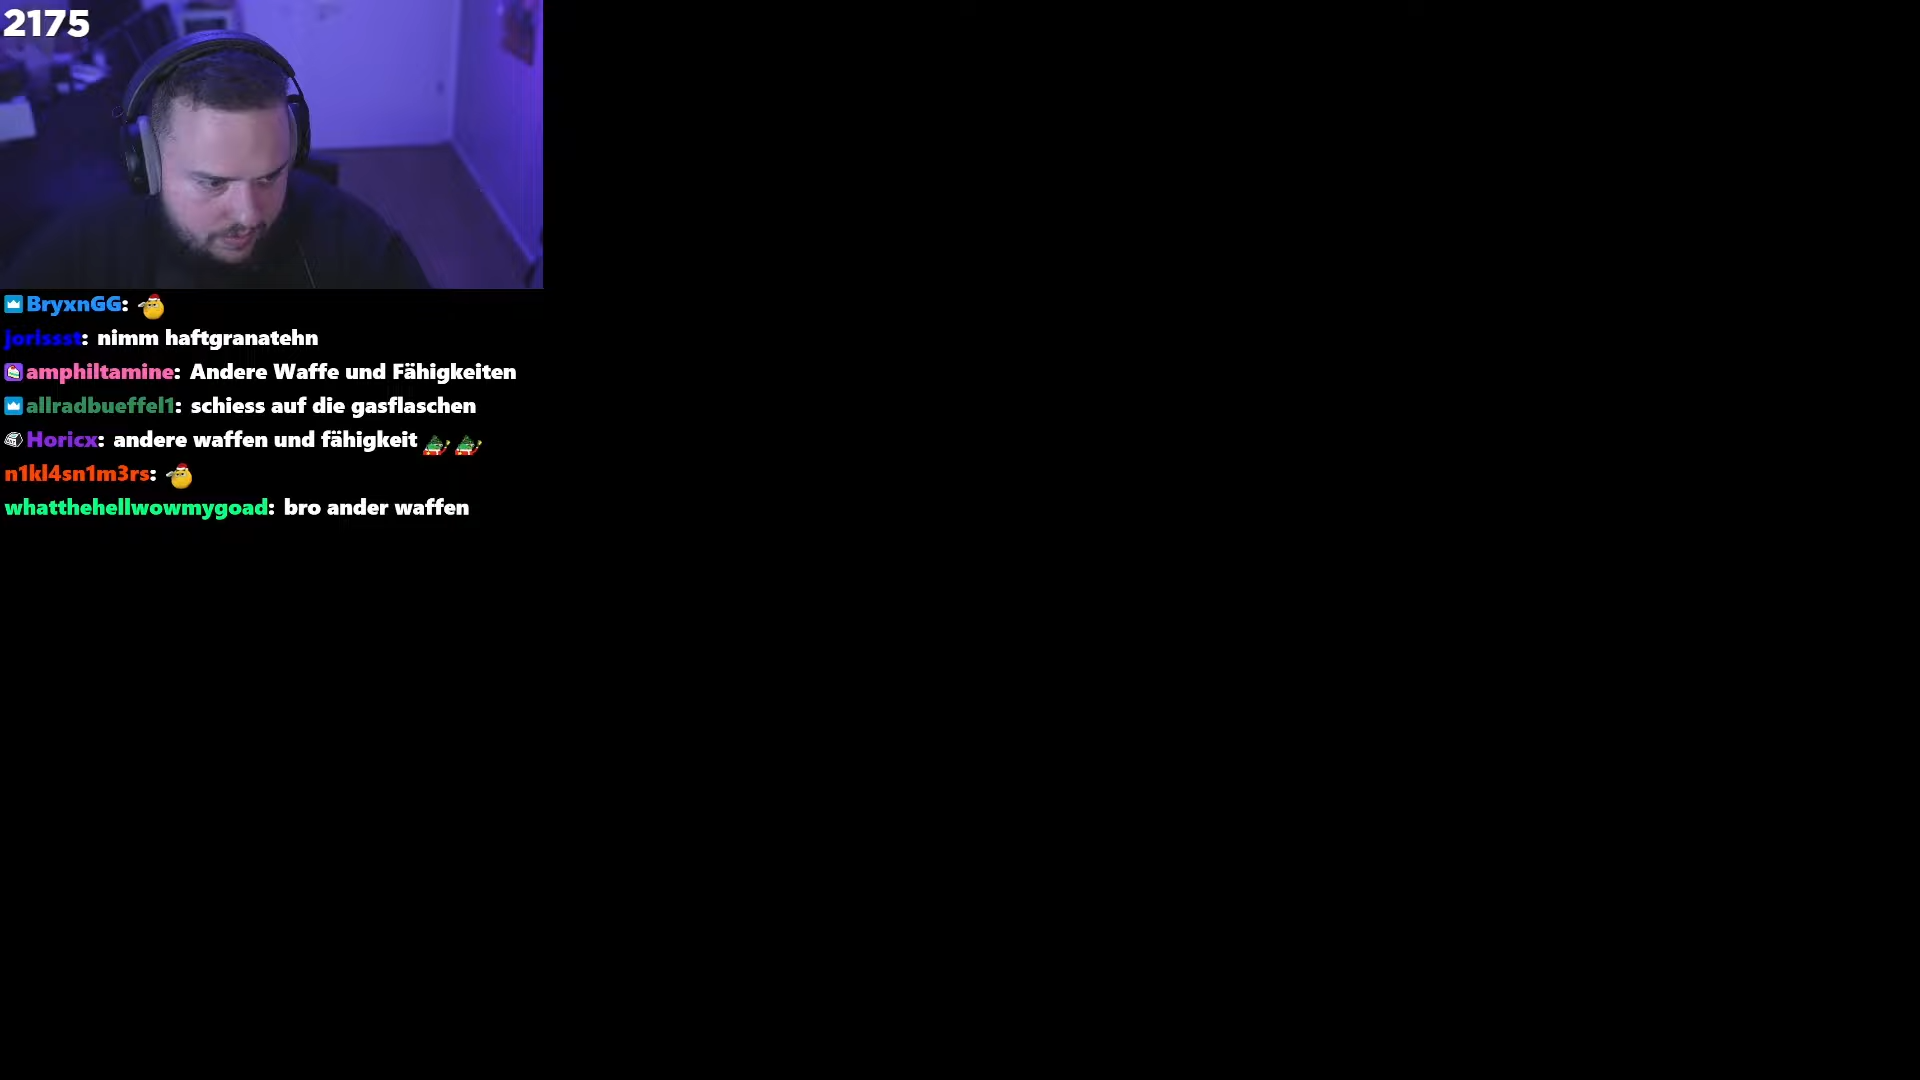 2175
BryxnGG:
jorissst: nimm haftgranatehn
amphiltamine: Andere Waffe und Fähigkeiten
allradbueffel1: schiess auf die gasflaschen
Horicx: andere waffen und fähigkeit
n1kl4sn1m3rs:
whatthehellwowmygoad: bro ander waffen